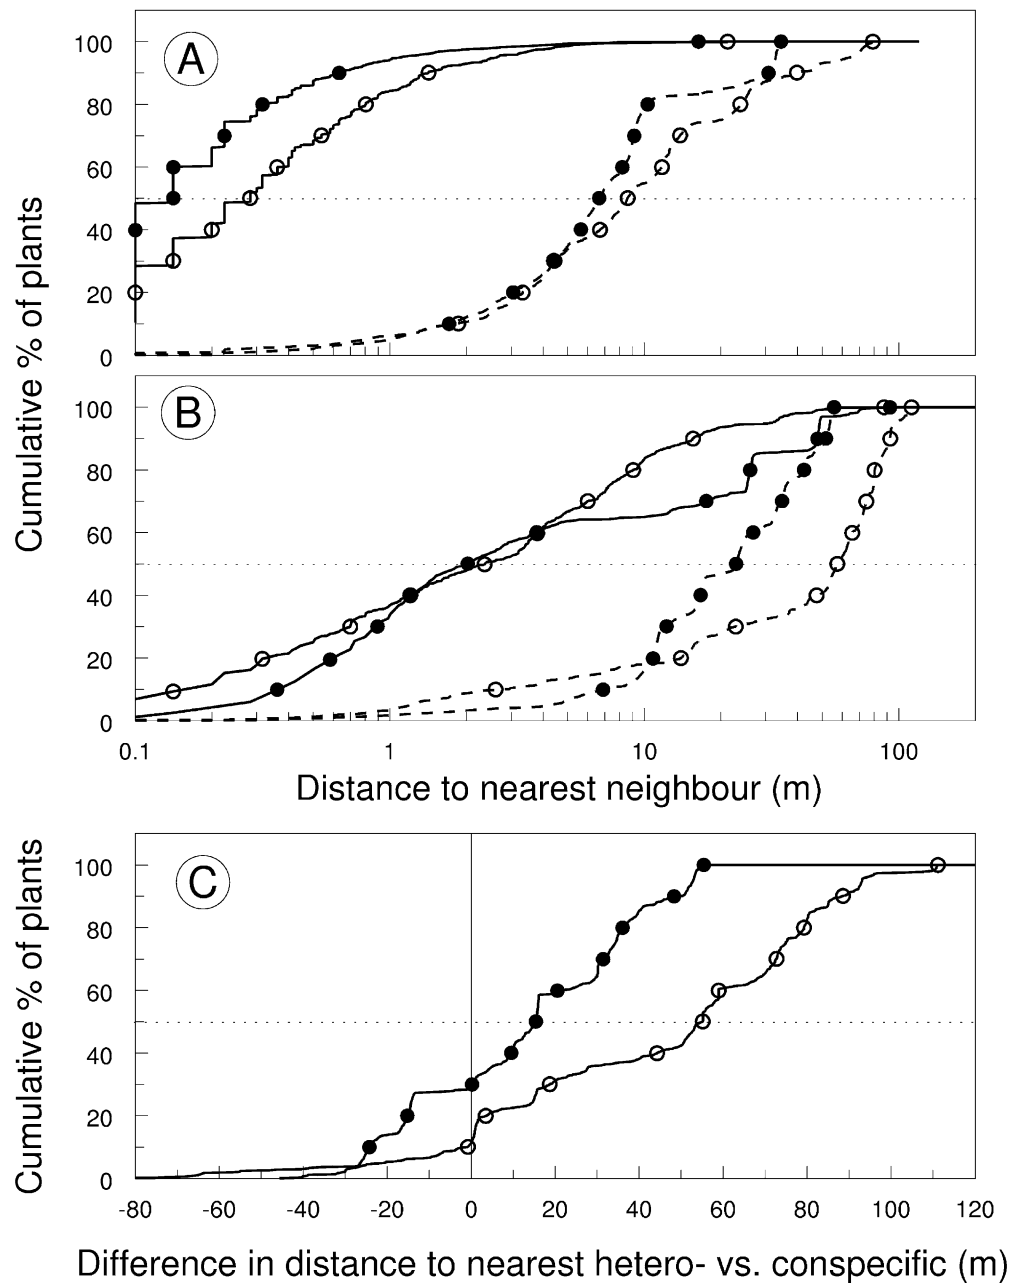 A
100
80
60
40
20
0
Cumulative % of plants
B
100
80
60
40
20
0
0.1 1 10 100
Distance to nearest neighbour (m)
C
100
80
60
40
20
0
Cumulative % of plants
-80 -60 -40 -20 0 20 40 60 80 100 120
Difference in distance to nearest hetero- vs. conspecific (m)